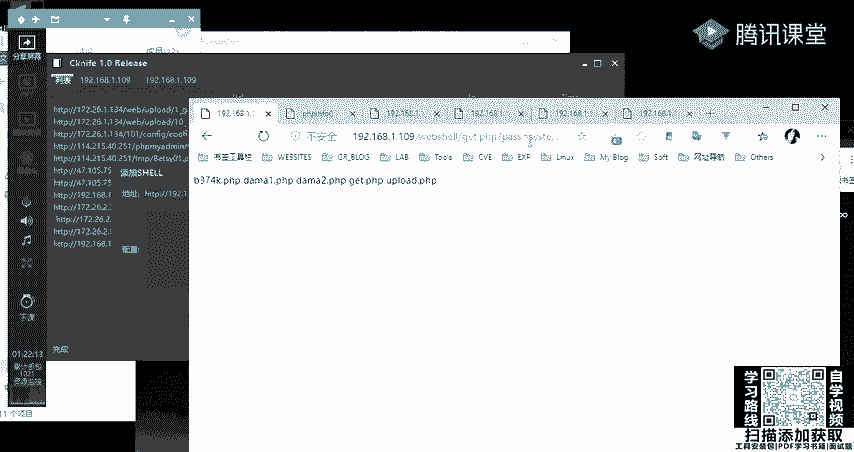 分享屏幕
腾讯课堂
Cknife 1.0 Release
列表 192.168.1.109 192.168.1.109
http://172.26.1.134/web/upload/1_g
http://172.26.1.134/web/upload/10_
http://172.26.1.134/101/config/co
http://114.215.40.251/phpmyadmin
http://114.215.40.251/tmp/Betsy03.p
http://47.105.75
http://47.105.75
http://192.168.1
http://172.26.2.
http://172.26.2.
http://172.26.2.
http://192.168.1
添加SHELL
地址: http://192.1
配置:
完成
192.168.1.1
phpinfo()
192.168.1.
192.168.1.
192.168.1.
192.168.1.
不安全 192.168.1.109/webshell/get.php?pass=syste...
书签工具栏 WEBSITES GR_BLOG LAB Too's CVE EXP Linux My Blog Soft 网址导航 Others
b374k.php dama1.php dama2.php get.php upload.php
下课
01:22:13
11 个项目
学习路线
自学视频
扫描添加获取
工具安装包|PDF学习书籍|面试题